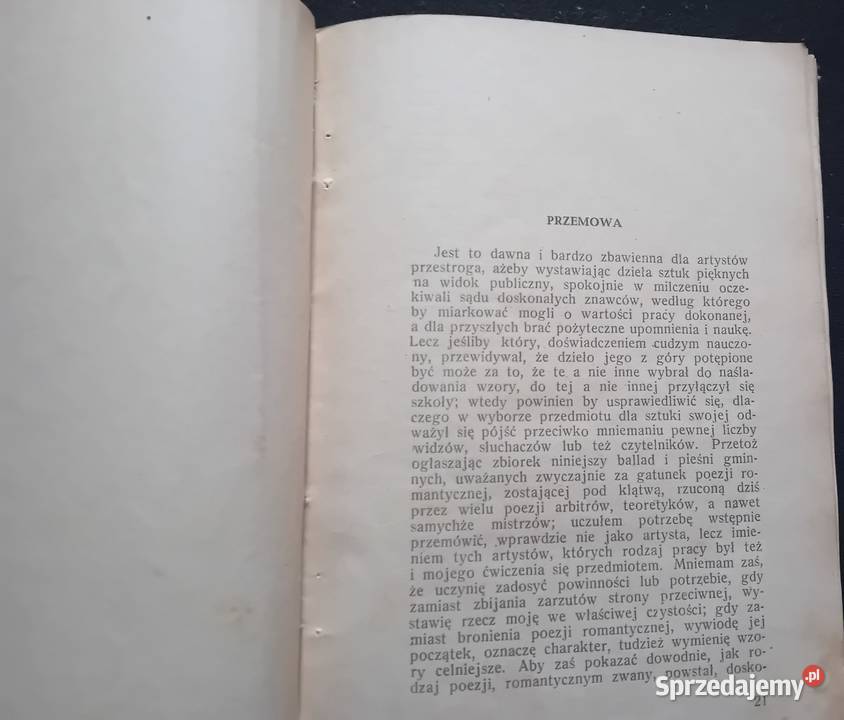 PRZEMOWA
Jest to dawna i bardzo zbawienna dla artystów
przestroga, ażeby wystawiając dzieła sztuk pięknych
na widok publiczny, spokojnie w milczeniu ocze-
kiwali sądu doskonałych znawców, według którego
by miarkować mogli o wartości pracy dokonanej,
a dla przyszłych brać pożyteczne upomnienia i naukę.
Lecz jeśliby który, doświadczeniem cudzym nauczo-
ny, przewidywał, że dzieło jego z góry potępione
być może za to, że te a nie inne wybrał do naśla-
dowania wzory, do tej a nie innej przyłączył się
szkoły; wtedy powinien by usprawiedliwić się, dla-
czego w wyborze przedmiotu dla sztuki swojej od-
ważył się pójść przeciwko mniemaniu pewnej liczby
widzów, słuchaczów lub też czytelników. Przetoż
ogłaszając zbiorek niniejszy ballad i pieśni gmin-
nych, uważanych zwyczajnie za gatunek poezji ro-
mantycznej, zostającej pod klątwą, rzuconą dziś
przez wielu poezji arbitrów, teoretyków, a nawet
samychże mistrzów; uczułem potrzebę wstępnie
przemówić, wprawdzie nie jako artysta, lecz imie-
niem tych artystów, których rodzaj pracy był też
i mojego ćwiczenia się przedmiotem. Mniemam zaś,
że uczynię zadosyć powinności lub potrzebie, gdy
zamiast zbijania zarzutów strony przeciwnej, wy-
stawię rzecz moję we właściwej czystości; gdy za-
miast bronienia poezji romantycznej, wywiodę jej
początek, oznaczę charakter, tudzież wymienię wzo-
ry celniejsze. Aby zaś pokazać dowodnie, jak ro-
dzaj poezji, romantycznym zwany, powstał, dosko-
21
Sprzedajemy.pl